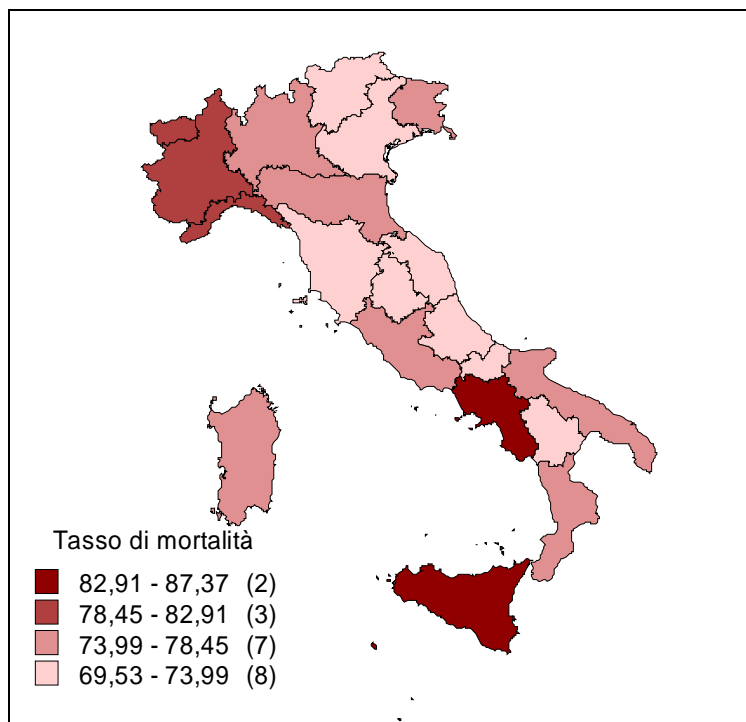 Tasso di mortalità
82,91 - 87,37 (2)
78,45 - 82,91 (3)
73,99 - 78,45 (7)
69,53 - 73,99 (8)